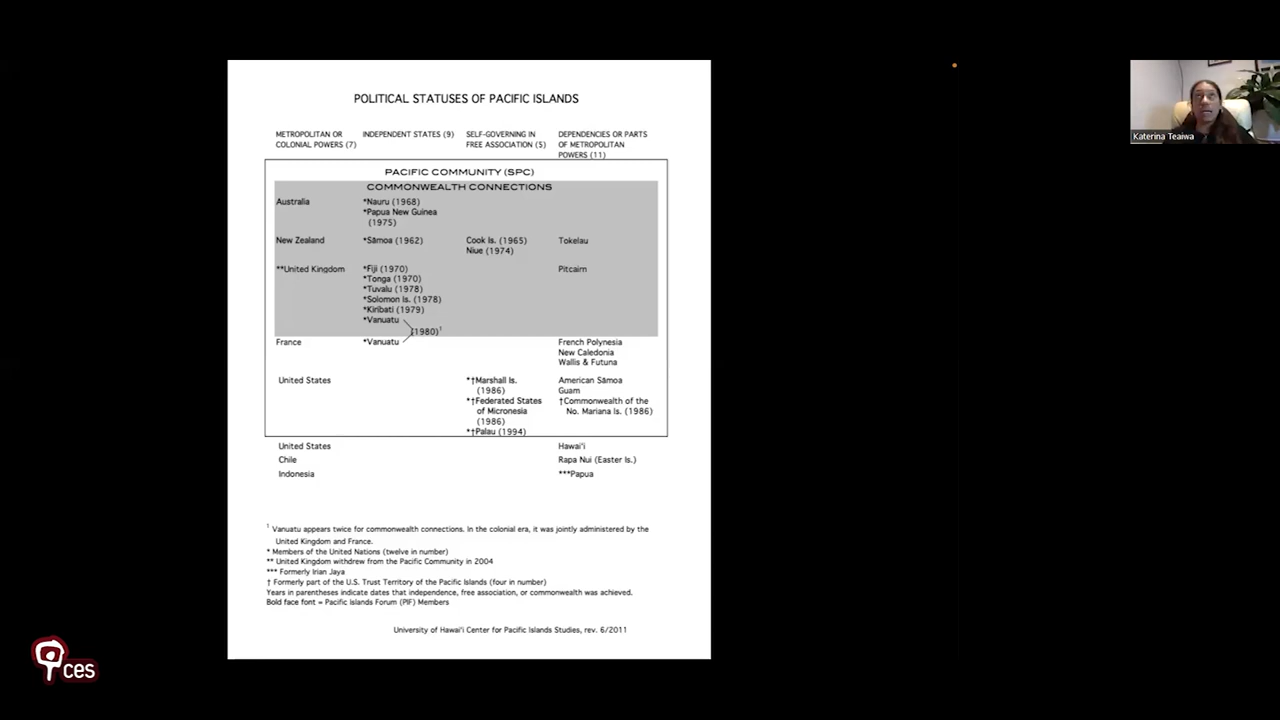 POLITICAL STATUSES OF PACIFIC ISLANDS
METROPOLITAN OR
COLONIAL POWERS (7)
INDEPENDENT STATES (9)
SELF-GOVERNING IN
FREE ASSOCIATION (5)
DEPENDENCIES OR PARTS
OF METROPOLITAN
POWERS (11)
PACIFIC COMMUNITY (SPC)
COMMONWEALTH CONNECTIONS
Australia
*Nauru (1968)
*Papua New Guinea
(1975)
New Zealand
*Sāmoa (1962)
Cook Is. (1965)
Niue (1974)
Tokelau
**United Kingdom
*Fiji (1970)
*Tonga (1970)
*Tuvalu (1978)
*Solomon Is. (1978)
*Kiribati (1979)
*Vanuatu
(1980)¹
Pitcairn
France
*Vanuatu
French Polynesia
New Caledonia
Wallis & Futuna
United States
*†Marshall Is.
(1986)
*†Federated States
of Micronesia
(1986)
*†Palau (1994)
American Sāmoa
Guam
†Commonwealth of the
No. Mariana Is. (1986)
United States
Hawai'i
Chile
Rapa Nui (Easter Is.)
Indonesia
***Papua
¹ Vanuatu appears twice for commonwealth connections. In the colonial era, it was jointly administered by the
United Kingdom and France.
* Members of the United Nations (twelve in number)
** United Kingdom withdrew from the Pacific Community in 2004
*** Formerly Irian Jaya
† Formerly part of the U.S. Trust Territory of the Pacific Islands (four in number)
Years in parentheses indicate dates that independence, free association, or commonwealth was achieved.
Bold face font = Pacific Islands Forum (PIF) Members
University of Hawai'i Center for Pacific Islands Studies, rev. 6/2011
Katerina Teaiwa
ces